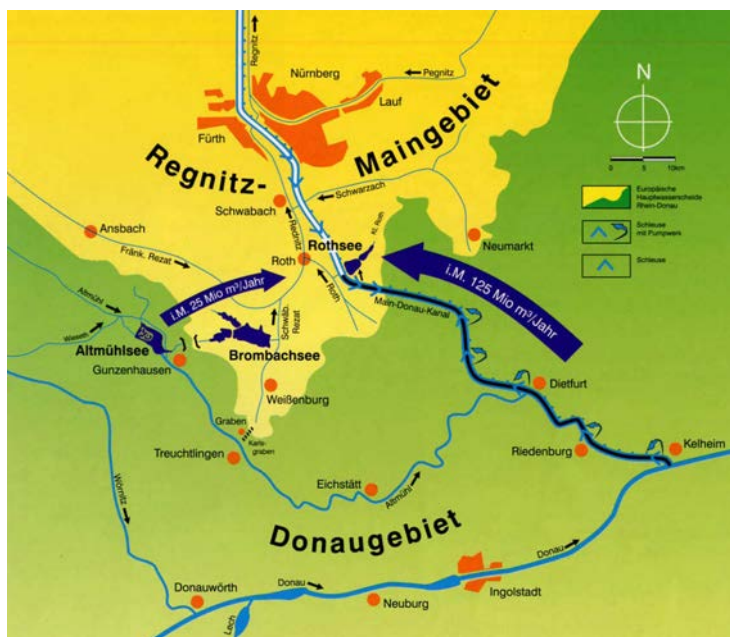 Regnitz
Nürnberg
Pegnitz
Lauf
Fürth
Maingebiet
Regnitz-
N
0 5 10km
Europäische
Hauptwasserscheide
Rhein-Donau
Schleuse
mit Pumpwerk
Schleuse
Schwarzach
Schwabach
Rednitz
Kl. Roth
Neumarkt
Ansbach
Rothsee
Roth
Fränk. Rezat
Roth
i.M. 125 Mio m³/Jahr
i.M. 25 Mio m³/Jahr
Main-Donau-Kanal
Altmühl
Schwäb.
Rezat
Altmühlsee
Brombachsee
Gunzenhausen
Dietfurt
Weißenburg
Graben
Karls-
graben
Treuchtlingen
Riedenburg
Kelheim
Eichstätt
Altmühl
Wörnitz
Donaugebiet
Donau
Donauwörth
Donau
Ingolstadt
Neuburg
Lech